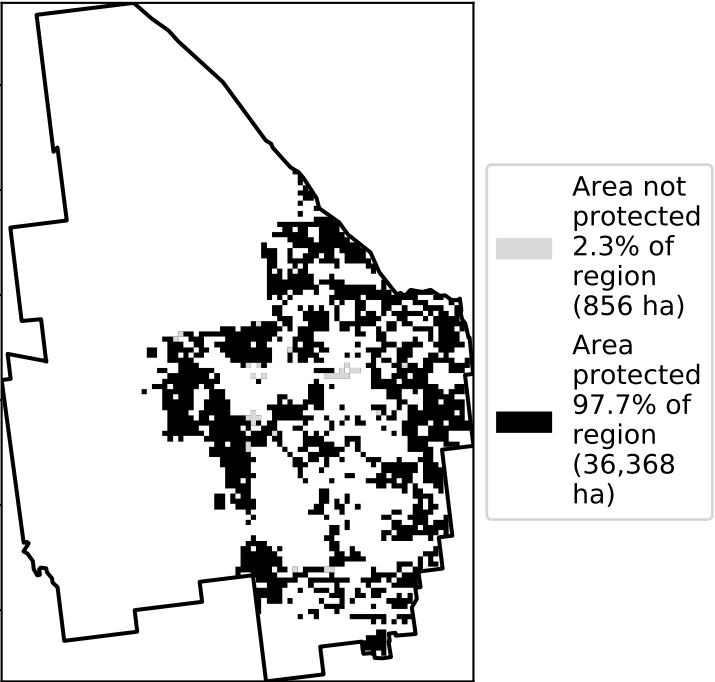 Area not
protected
2.3% of
region
(856 ha)
Area
protected
97.7% of
region
(36,368
ha)